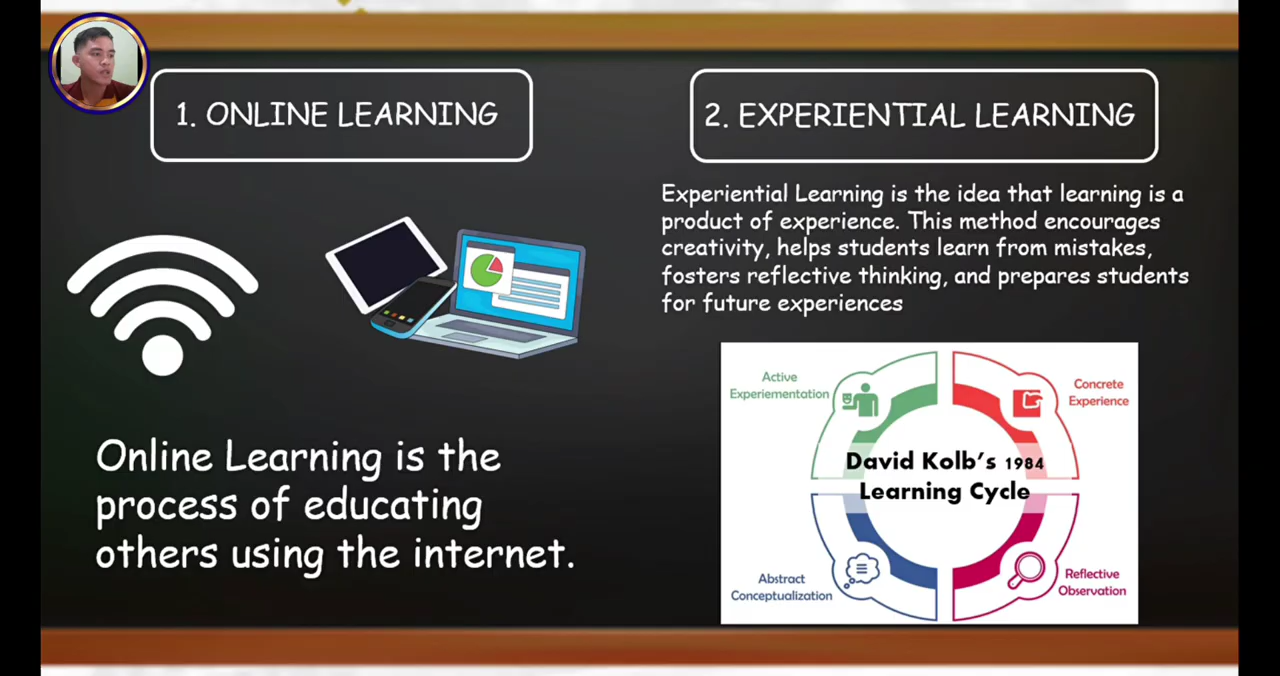 1. ONLINE LEARNING
Online Learning is the
process of educating
others using the internet.
2. EXPERIENTIAL LEARNING
Experiential Learning is the idea that learning is a
product of experience. This method encourages
creativity, helps students learn from mistakes,
fosters reflective thinking, and prepares students
for future experiences
Active
Experiementation
Concrete
Experience
David Kolb's 1984
Learning Cycle
Abstract
Conceptualization
Reflective
Observation